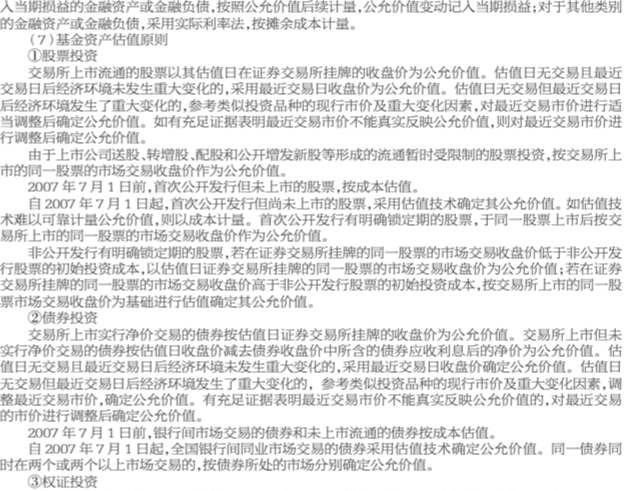 入当期损益的金融资产或金融负债，按照公允价值后续计量，公允价值变动记入当期损益；对于其他类别
的金融资产或金融负债，采用实际利率法，按摊余成本计量。
（7）基金资产估值原则
①股票投资
交易所上市流通的股票以其估值日在证券交易所挂牌的收盘价为公允价值。估值日无交易且最近
交易日后经济环境未发生重大变化的，采用最近交易日收盘价为公允价值。估值日无交易但最近交易日
后经济环境发生了重大变化的，参考类似投资品种的现行市价及重大变化因素，对最近交易市价进行适
当调整后确定公允价值。如有充足证据表明最近交易市价不能真实反映公允价值，则对最近交易市价进
行调整后确定公允价值。
由于上市公司送股、转增股、配股和公开增发新股等形成的流通暂时受限制的股票投资，按交易所上
市的同一股票的市场交易收盘价作为公允价值。
2007 年 7 月 1 日前，首次公开发行但未上市的股票，按成本估值。
自 2007 年 7 月 1 日起，首次公开发行但尚未上市的股票，采用估值技术确定其公允价值。如估值技
术难以可靠计量公允价值，则以成本计量。首次公开发行有明确锁定期的股票，于同一股票上市后按交
易所上市的同一股票的市场交易收盘价作为公允价值。
非公开发行有明确锁定期的股票，若在证券交易所挂牌的同一股票的市场交易收盘价低于非公开发
行股票的初始投资成本，以估值日证券交易所挂牌的同一股票的市场交易收盘价为公允价值；若在证券
交易所挂牌的同一股票的市场交易收盘价高于非公开发行股票的初始投资成本，按交易所上市的同一股
票市场交易收盘价为基础进行估值确定其公允价值。
②债券投资
交易所上市实行净价交易的债券按估值日证券交易所挂牌的收盘价为公允价值。交易所上市但未
实行净价交易的债券按估值日收盘价减去债券收盘价中所含的债券应收利息后的净价为公允价值。估
值日无交易且最近交易日后经济环境未发生重大变化的，采用最近交易日收盘价确定公允价值。估值日
无交易但最近交易日后经济环境发生了重大变化的，参考类似投资品种的现行市价及重大变化因素，调
整最近交易市价，确定公允价值。有充足证据表明最近交易市价不能真实反映公允价值的，对最近交易
的市价进行调整后确定公允价值。
2007 年 7 月 1 日前，银行间市场交易的债券和未上市流通的债券按成本估值。
自 2007 年 7 月 1 日起，全国银行间同业市场交易的债券采用估值技术确定公允价值。同一债券同
时在两个或两个以上市场交易的，按债券所处的市场分别确定公允价值。
③权证投资